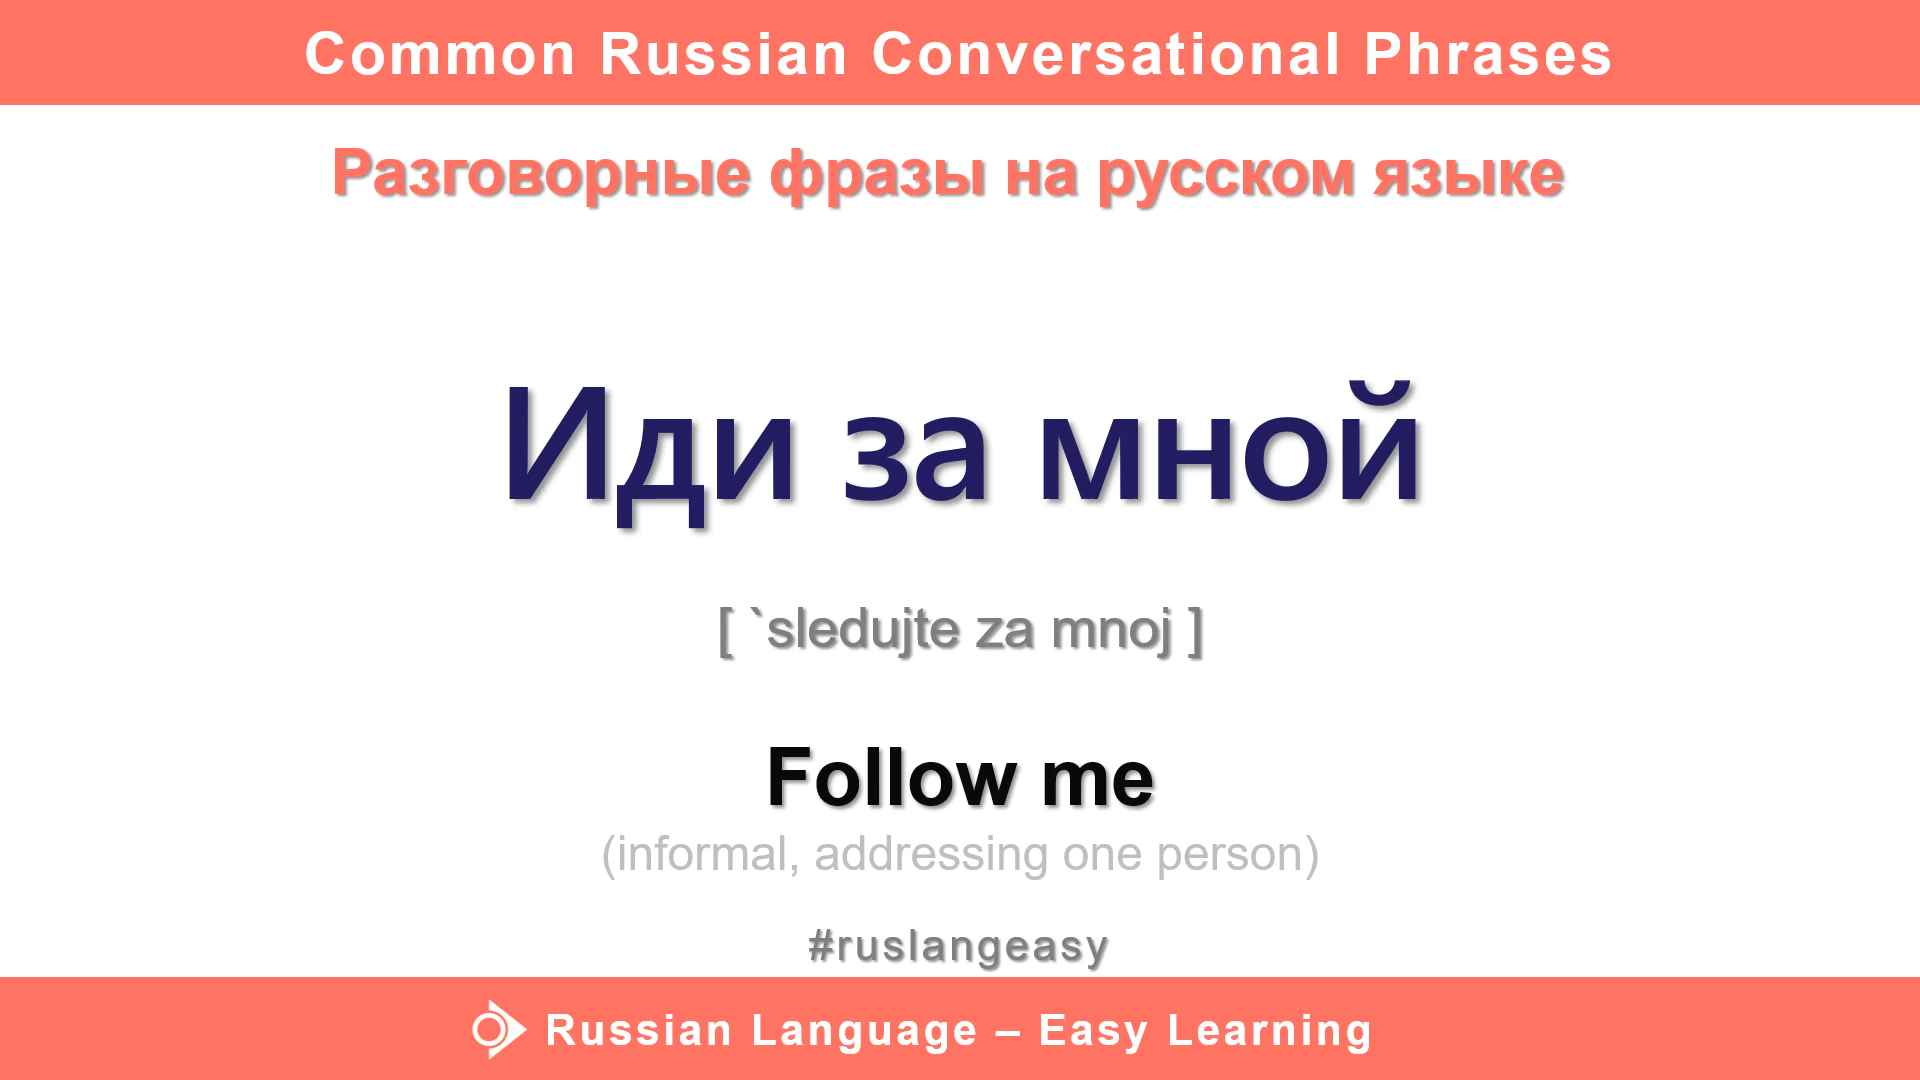 Common Russian Conversational Phrases
Разговорные фразы на русском языке
Иди за мной
[ `sledujte za mnoj ]
Follow me
(informal, addressing one person)
#ruslangeasy
Russian Language – Easy Learning